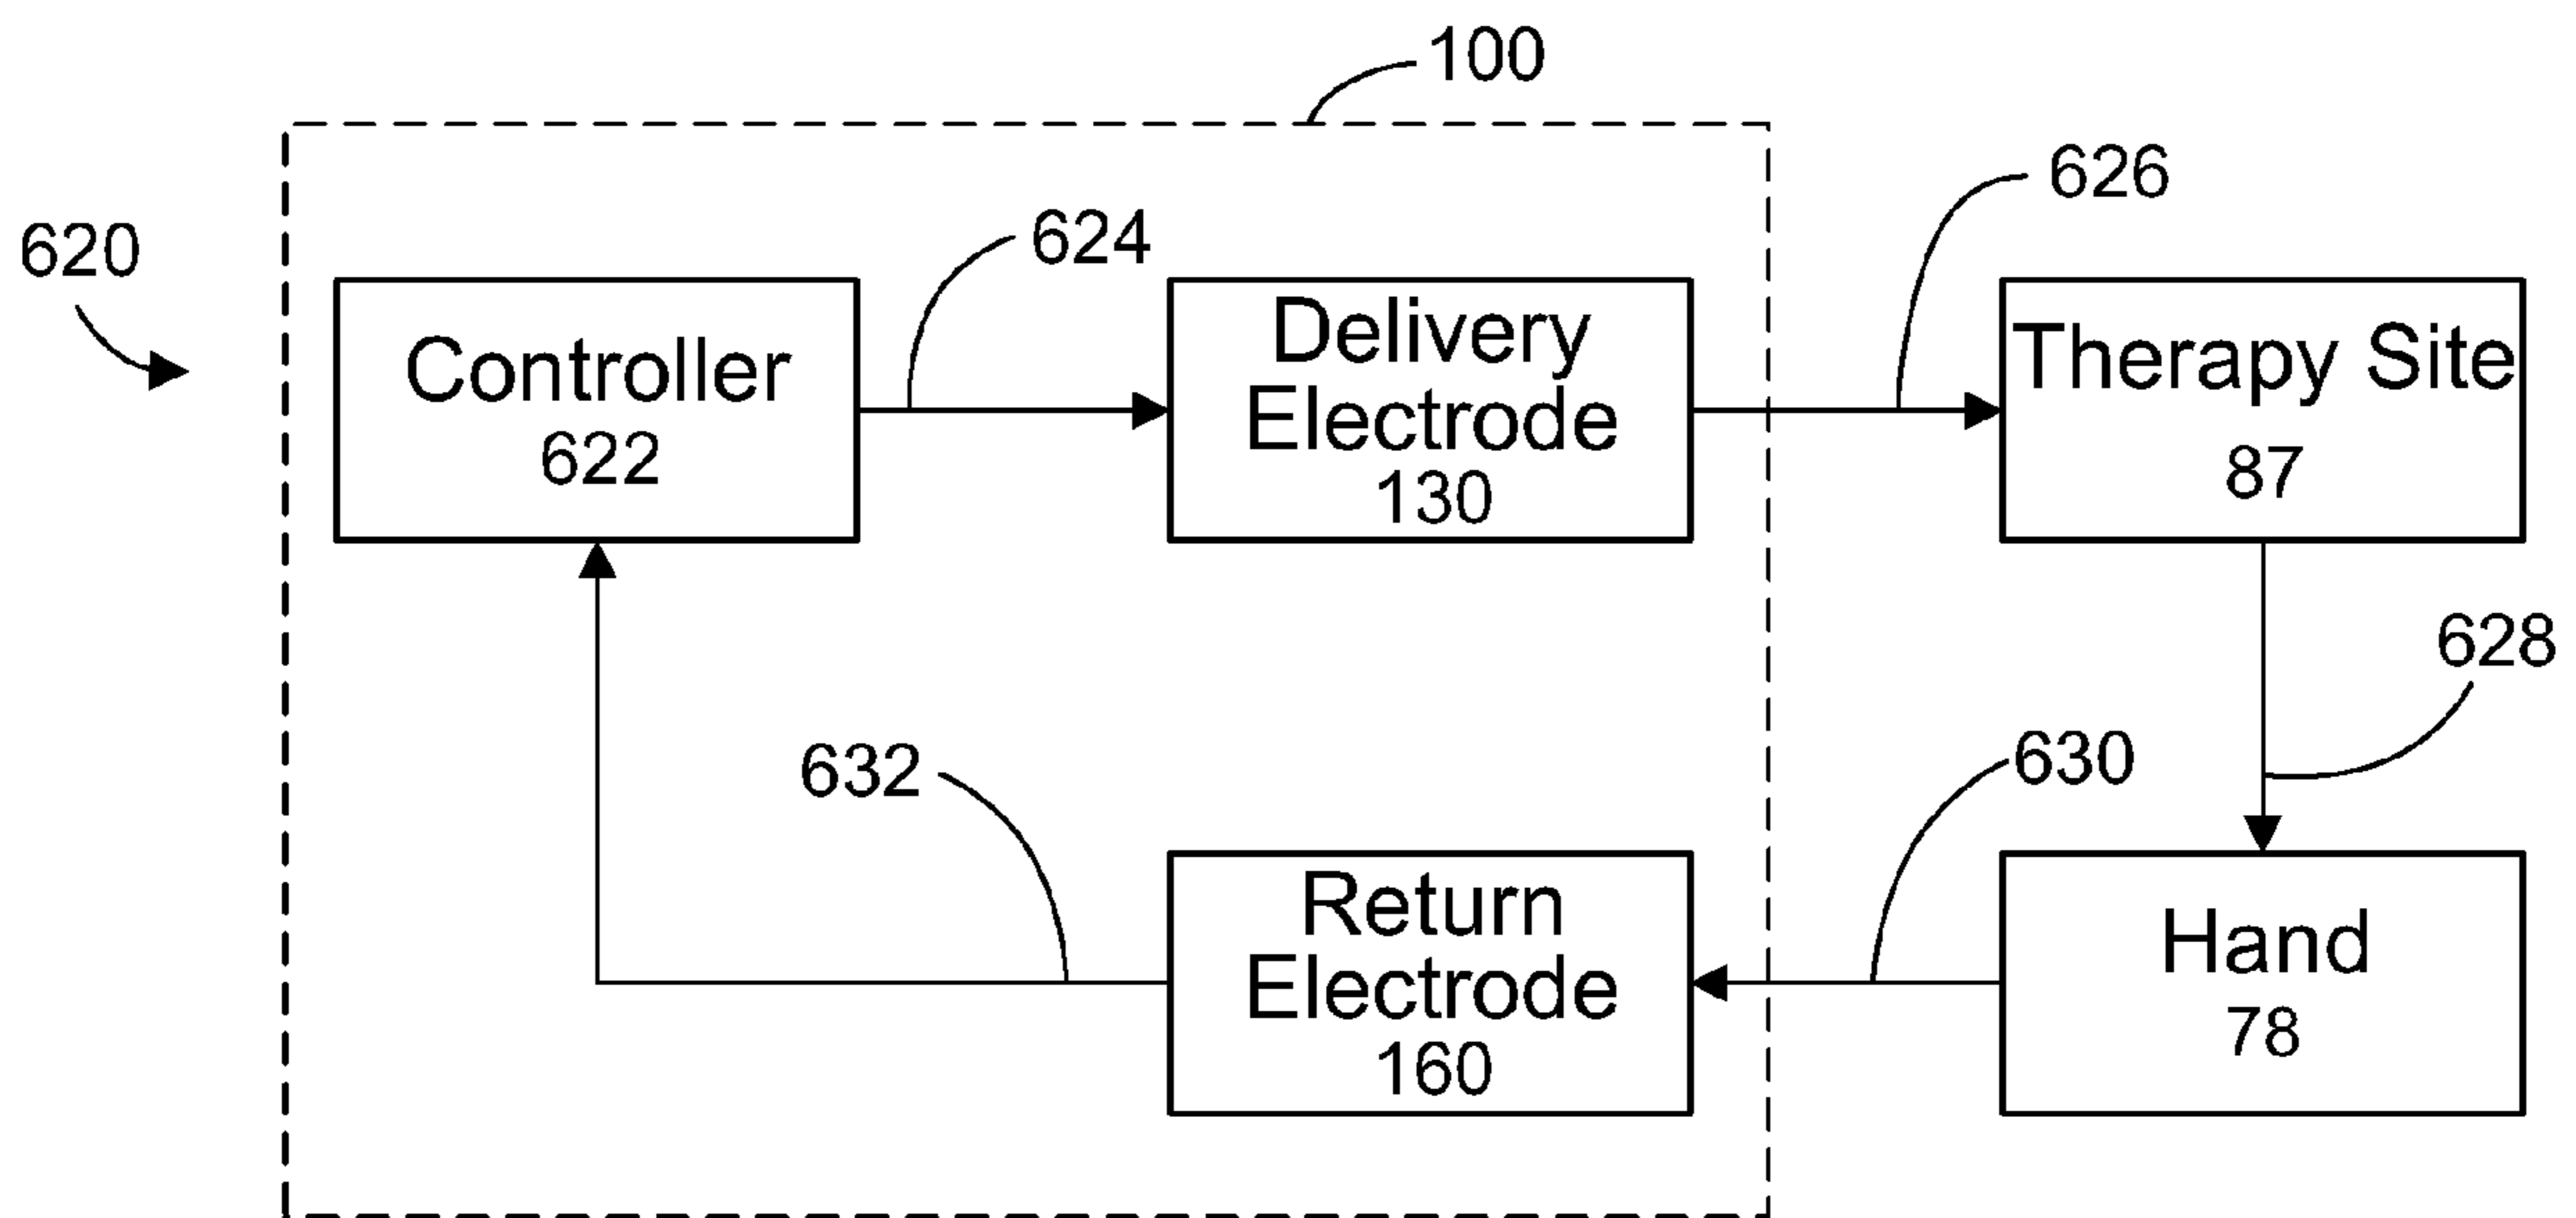 100
626
620
624
Controller
622
Delivery
Electrode
130
Therapy Site
87
628
632
630
Return
Electrode
160
Hand
78